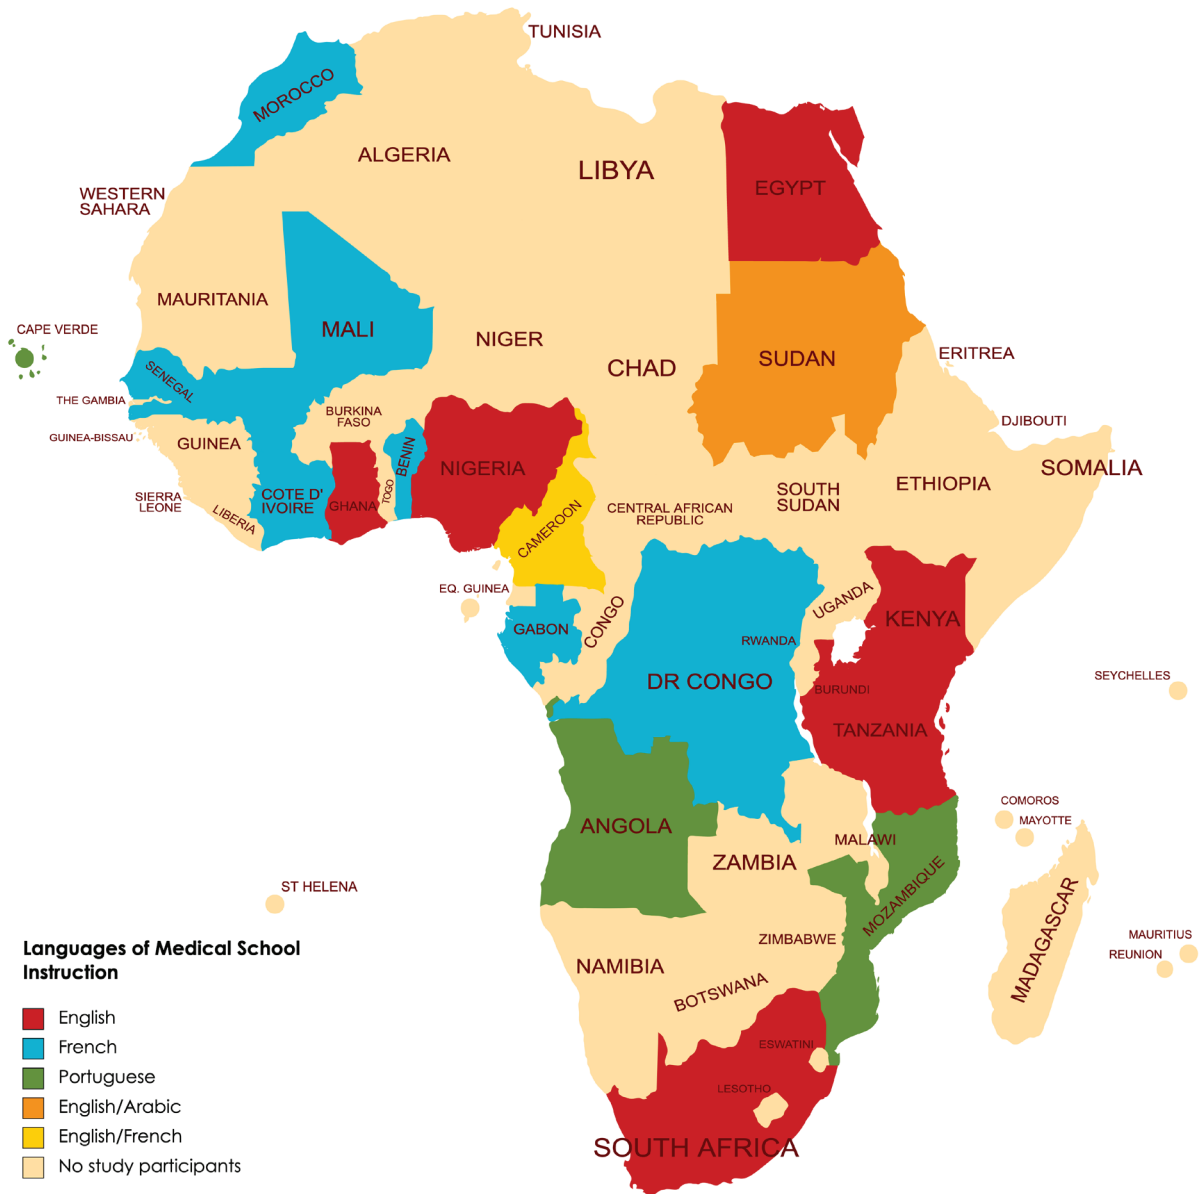 TUNISIA
MOROCCO
ALGERIA
LIBYA
EGYPT
WESTERN
SAHARA
MAURITANIA
MALI
NIGER
CHAD
SUDAN
ERITREA
CAPE VERDE
SENEGAL
THE GAMBIA
GUINEA-BISSAU
GUINEA
BURKINA
FASO
BENIN
NIGERIA
DJIBOUTI
SOMALIA
ETHIOPIA
SOUTH
SUDAN
CENTRAL AFRICAN
REPUBLIC
SIERRA
LEONE
LIBERIA
COTE D'
IVOIRE
GHANA
TOGO
CAMEROON
EQ. GUINEA
GABON
CONGO
UGANDA
KENYA
RWANDA
DR CONGO
BURUNDI
TANZANIA
SEYCHELLES
COMOROS
MAYOTTE
ANGOLA
ZAMBIA
MALAWI
MOZAMBIQUE
ST HELENA
ZIMBABWE
NAMIBIA
BOTSWANA
MADAGASCAR
MAURITIUS
REUNION
ESWATINI
LESOTHO
SOUTH AFRICA
Languages of Medical School
Instruction
English
French
Portuguese
English/Arabic
English/French
No study participants